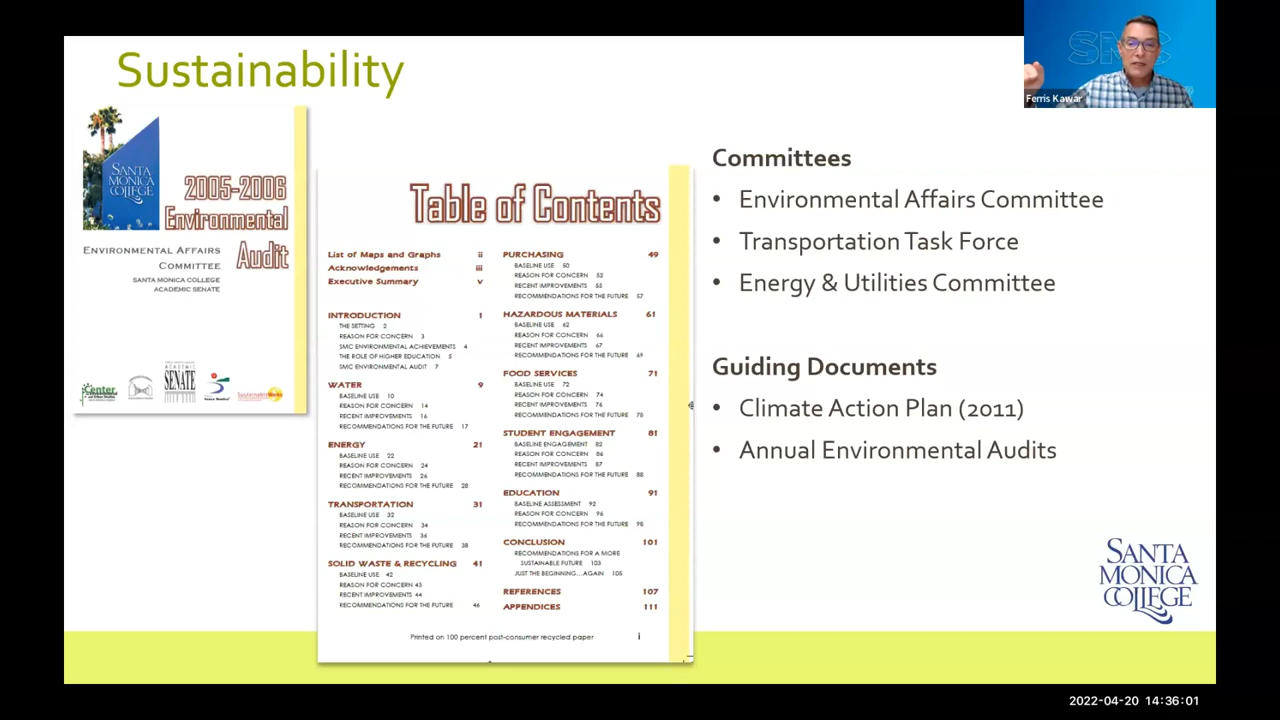 Sustainability
SANTA
MONICA
COLLEGE
2005-2006
Environmental
Audit
ENVIRONMENTAL AFFAIRS
COMMITTEE
SANTA MONICA COLLEGE
ACADEMIC SENATE
SENATE
Table of Contents
List of Maps and Graphs ii
Acknowledgements iii
Executive Summary v
INTRODUCTION 1
THE SETTING 2
REASON FOR CONCERN 3
SMC ENVIRONMENTAL ACHIEVEMENTS 4
THE ROLE OF HIGHER EDUCATION 5
SMC ENVIRONMENTAL AUDIT 7
WATER 9
BASELINE USE 10
REASON FOR CONCERN 14
RECENT IMPROVEMENTS 16
RECOMMENDATIONS FOR THE FUTURE 17
ENERGY 21
BASELINE USE 22
REASON FOR CONCERN 24
RECENT IMPROVEMENTS 26
RECOMMENDATIONS FOR THE FUTURE 28
TRANSPORTATION 31
BASELINE USE 32
REASON FOR CONCERN 34
RECENT IMPROVEMENTS 36
RECOMMENDATIONS FOR THE FUTURE 38
SOLID WASTE & RECYCLING 41
BASELINE USE 42
REASON FOR CONCERN 43
RECENT IMPROVEMENTS 44
RECOMMENDATIONS FOR THE FUTURE 46
PURCHASING 49
BASELINE USE 50
REASON FOR CONCERN 52
RECENT IMPROVEMENTS 55
RECOMMENDATIONS FOR THE FUTURE 57
HAZARDOUS MATERIALS 61
BASELINE USE 62
REASON FOR CONCERN 66
RECENT IMPROVEMENTS 67
RECOMMENDATIONS FOR THE FUTURE 69
FOOD SERVICES 71
BASELINE USE 72
REASON FOR CONCERN 74
RECENT IMPROVEMENTS 76
RECOMMENDATIONS FOR THE FUTURE 78
STUDENT ENGAGEMENT 81
BASELINE ENGAGEMENT 82
REASON FOR CONCERN 86
RECENT IMPROVEMENTS 87
RECOMMENDATIONS FOR THE FUTURE 88
EDUCATION 91
BASELINE ASSESSMENT 92
REASON FOR CONCERN 96
RECOMMENDATIONS FOR THE FUTURE 98
CONCLUSION 101
RECOMMENDATIONS FOR A MORE
SUSTAINABLE FUTURE 103
JUST THE BEGINNING...AGAIN 105
REFERENCES 107
APPENDICES 111
Printed on 100 percent post-consumer recycled paper i
Committees
• Environmental Affairs Committee
• Transportation Task Force
• Energy & Utilities Committee
Guiding Documents
• Climate Action Plan (2011)
• Annual Environmental Audits
SANTA
MONICA
COLLEGE
SMC
Ferris Kawar
2022-04-20 14:36:01